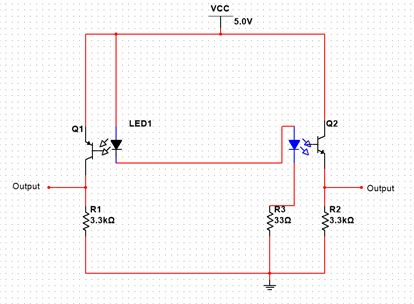 VCC
5.0V
Q1
LED1
Q2
Output
Output
R1
3.3kΩ
R3
33Ω
R2
3.3kΩ